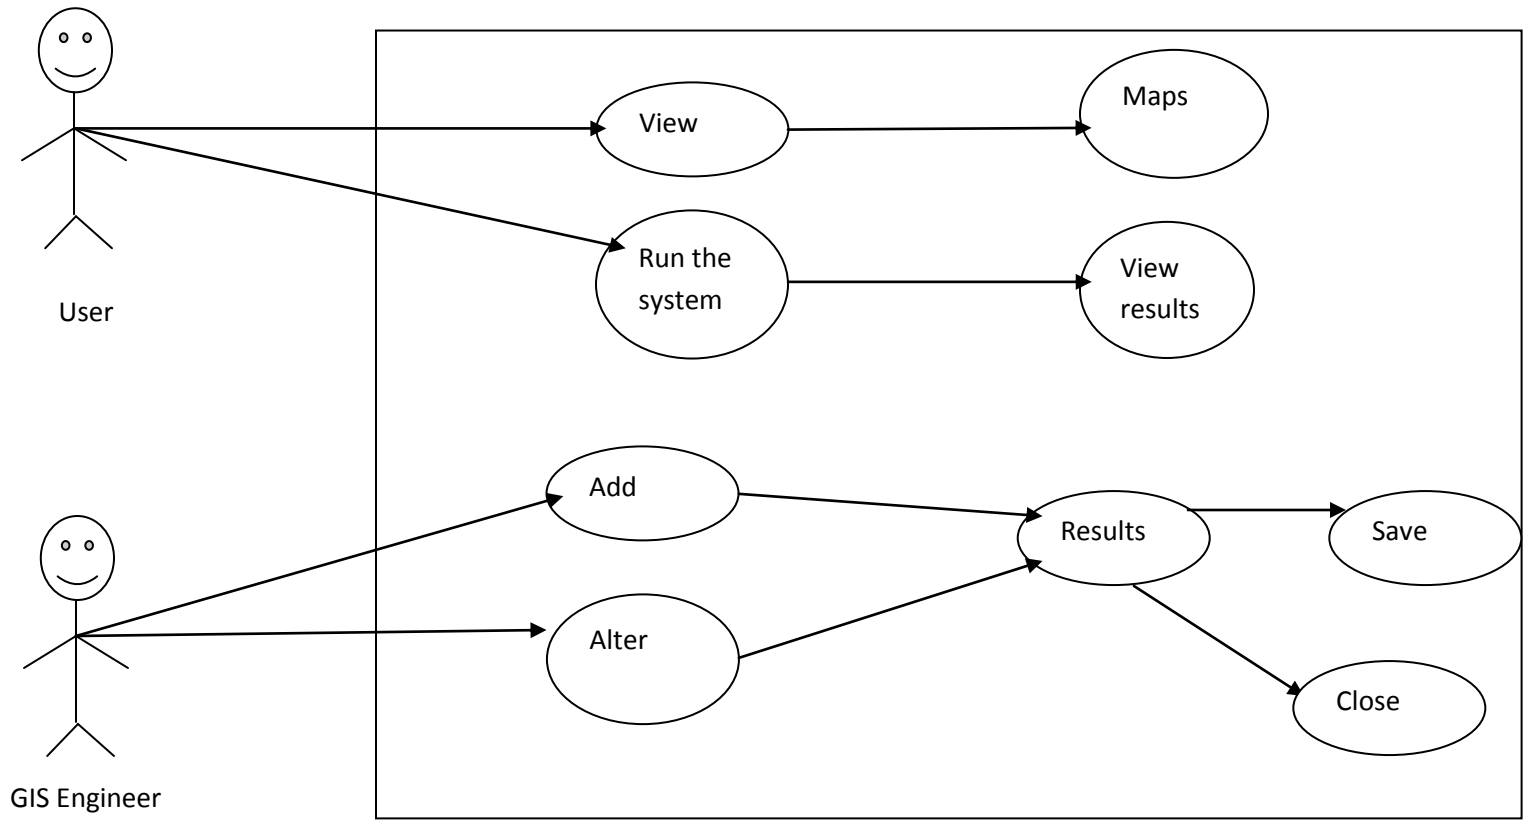 View
Maps
Run the
system
View
results
User
Add
Results
Save
Alter
Close
GIS Engineer